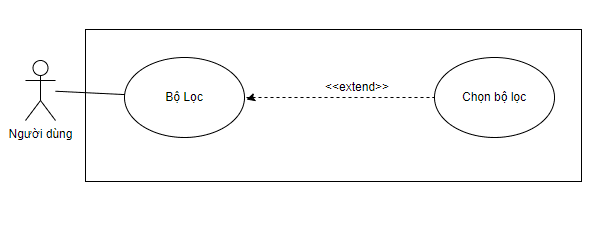 <<extend>>
Bộ Lọc
Chọn bộ lọc
Người dùng